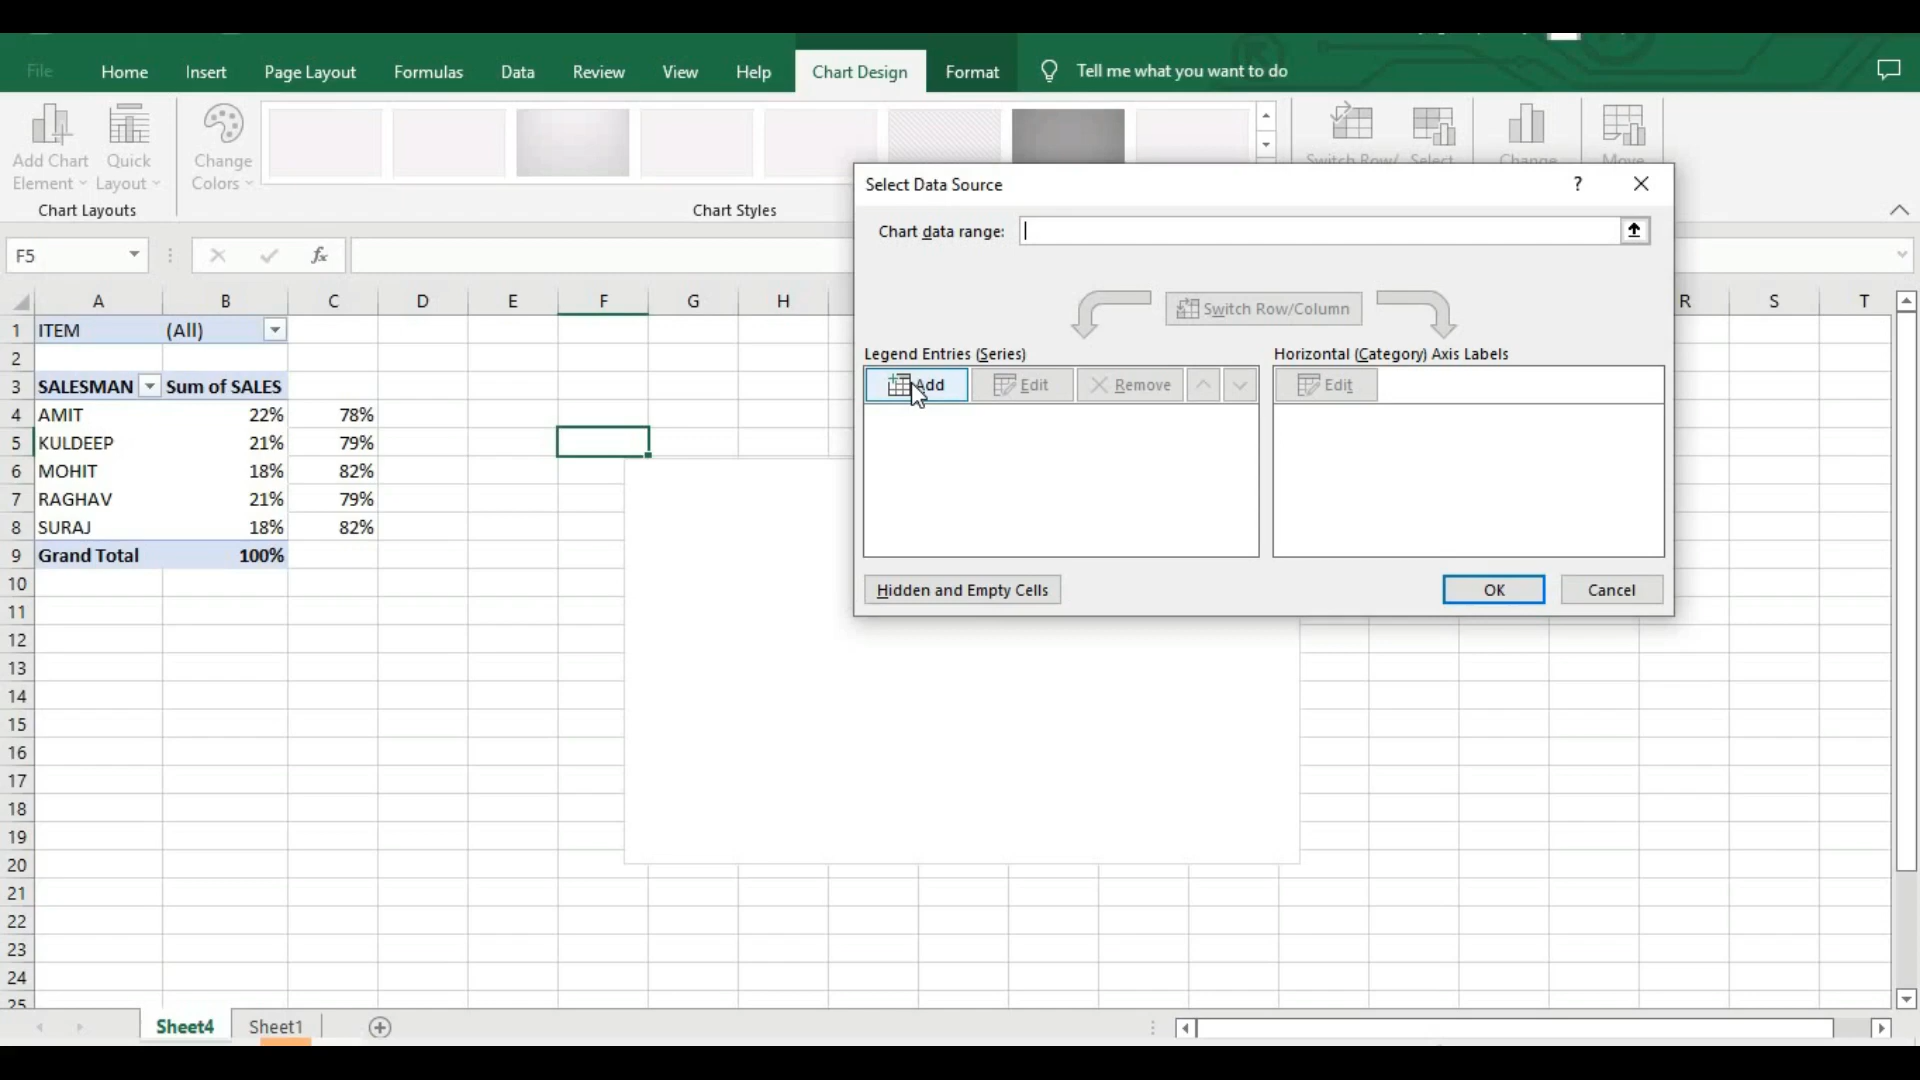 File Home Insert Page Layout Formulas Data Review View Help Chart Design Format Tell me what you want to do
Add Chart Element
Quick Layout
Change Colors
Switch Row/ Select Change Move
Chart Layouts Chart Styles
Select Data Source ?
Chart data range:
Switch Row/Column
Legend Entries (Series) Horizontal (Category) Axis Labels
Add Edit Remove Edit
Hidden and Empty Cells OK Cancel
F5 fx
A B C D E F G H R S T
1 ITEM (All)
2
3 SALESMAN Sum of SALES
4 AMIT 22% 78%
5 KULDEEP 21% 79%
6 MOHIT 18% 82%
7 RAGHAV 21% 79%
8 SURAJ 18% 82%
9 Grand Total 100%
10
11
12
13
14
15
16
17
18
19
20
21
22
23
24
25
Sheet4 Sheet1